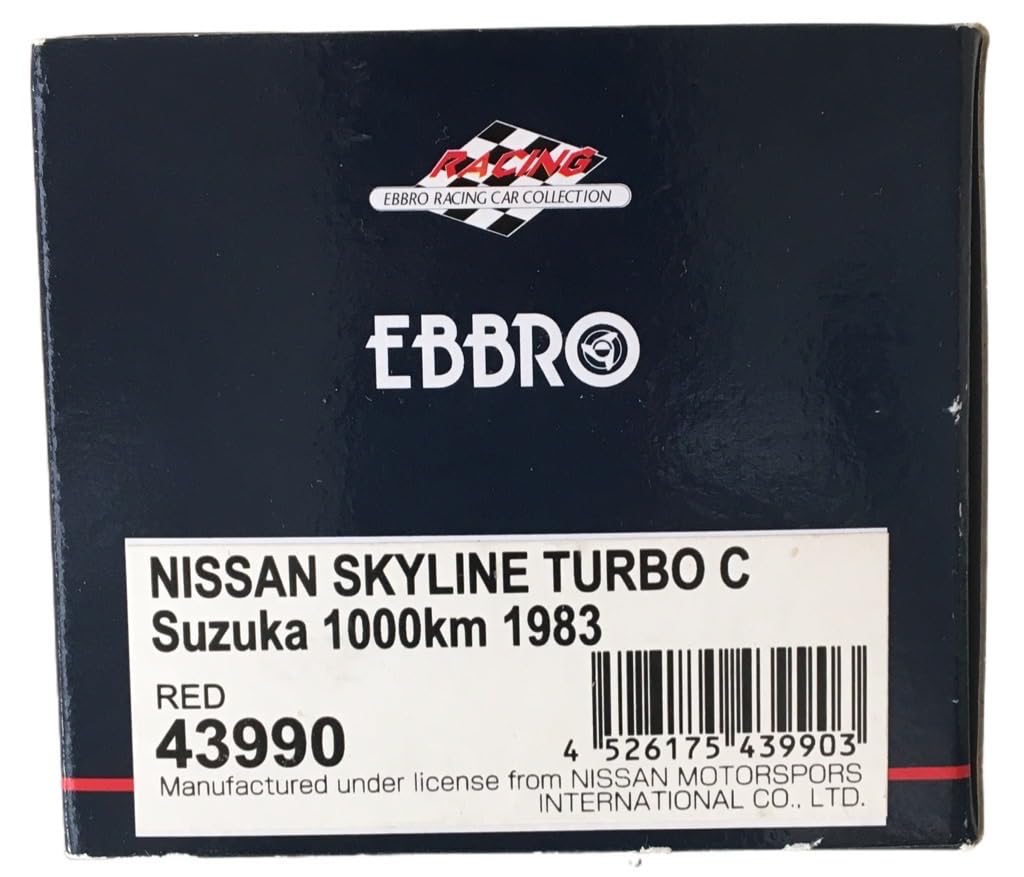 RACING
EBBRO RACING CAR COLLECTION
EBBRO
NISSAN SKYLINE TURBO C
Suzuka 1000km 1983
RED
43990
4 526175 439903
Manufactured under license from NISSAN MOTORSPORS
INTERNATIONAL CO., LTD.